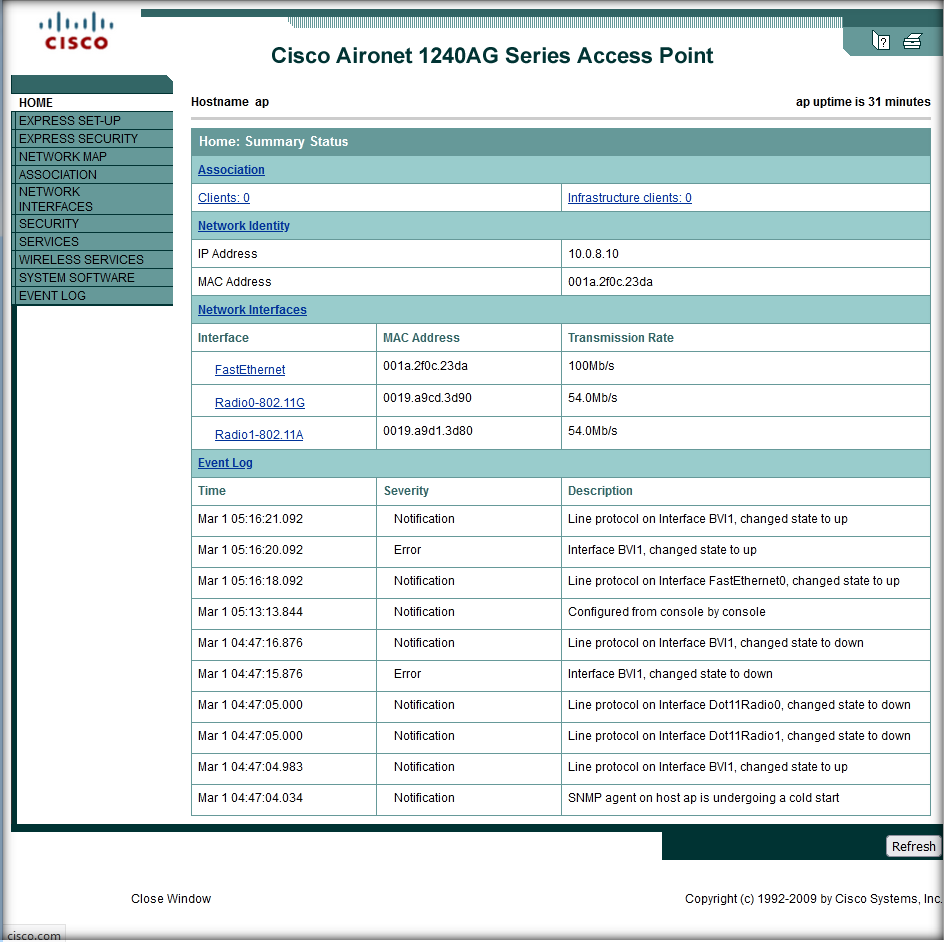 CISCO
?
Cisco Aironet 1240AG Series Access Point
HOME
EXPRESS SET-UP
EXPRESS SECURITY
NETWORK MAP
ASSOCIATION
NETWORK
INTERFACES
SECURITY
SERVICES
WIRELESS SERVICES
SYSTEM SOFTWARE
EVENT LOG
Hostname ap ap uptime is 31 minutes
Home: Summary Status
Association
Clients: 0 Infrastructure clients: 0
Network Identity
IP Address 10.0.8.10
MAC Address 001a.2f0c.23da
Network Interfaces
Interface MAC Address Transmission Rate
FastEthernet 001a.2f0c.23da 100Mb/s
Radio0-802.11G 0019.a9cd.3d90 54.0Mb/s
Radio1-802.11A 0019.a9d1.3d80 54.0Mb/s
Event Log
Time Severity Description
Mar 1 05:16:21.092 Notification Line protocol on Interface BVI1, changed state to up
Mar 1 05:16:20.092 Error Interface BVI1, changed state to up
Mar 1 05:16:18.092 Notification Line protocol on Interface FastEthernet0, changed state to up
Mar 1 05:13:13.844 Notification Configured from console by console
Mar 1 04:47:16.876 Notification Line protocol on Interface BVI1, changed state to down
Mar 1 04:47:15.876 Error Interface BVI1, changed state to down
Mar 1 04:47:05.000 Notification Line protocol on Interface Dot11Radio0, changed state to down
Mar 1 04:47:05.000 Notification Line protocol on Interface Dot11Radio1, changed state to down
Mar 1 04:47:04.983 Notification Line protocol on Interface BVI1, changed state to up
Mar 1 04:47:04.034 Notification SNMP agent on host ap is undergoing a cold start
Refresh
Close Window Copyright (c) 1992-2009 by Cisco Systems, Inc.
cisco.com